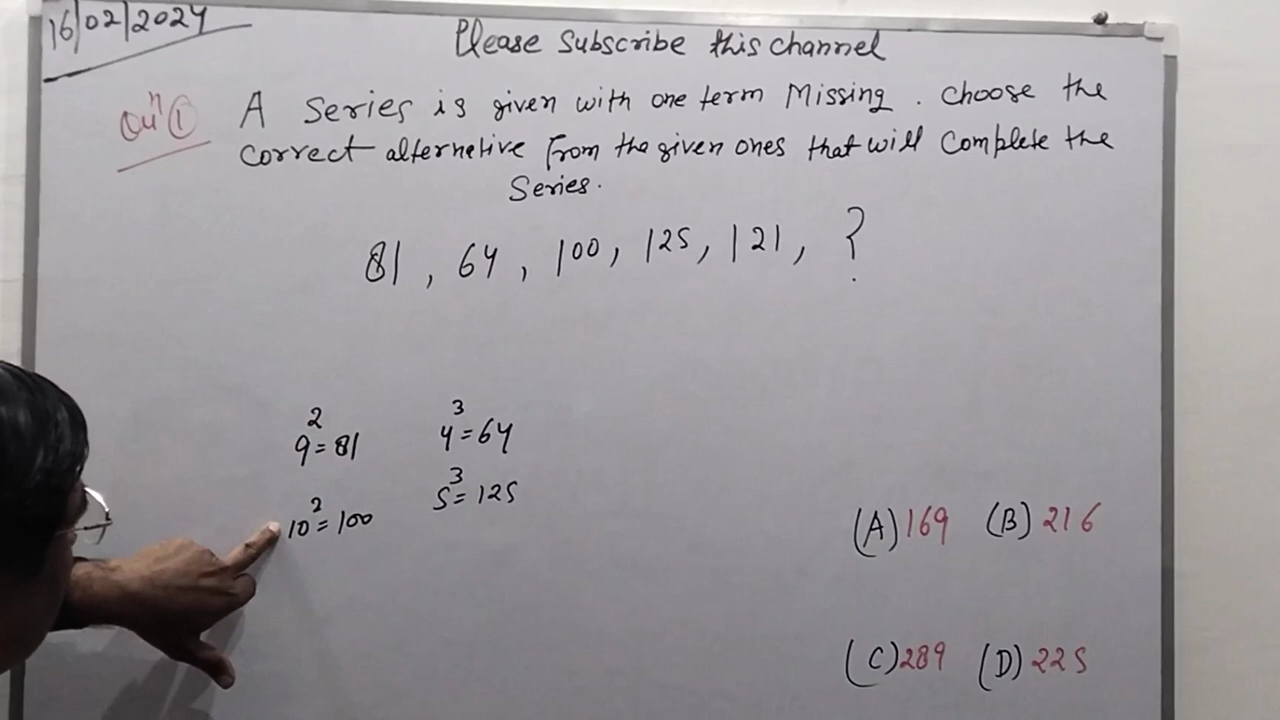 16/02/2024
Please Subscribe this channel
Qu^n ① A Series is given with one term Missing. Choose the
correct alternetive from the given ones that will complete the
Series.
81, 64, 100, 125, 121, ?
9²=81 4³=64
10²=100 5³=125
(A) 169 (B) 216
(C) 289 (D) 225